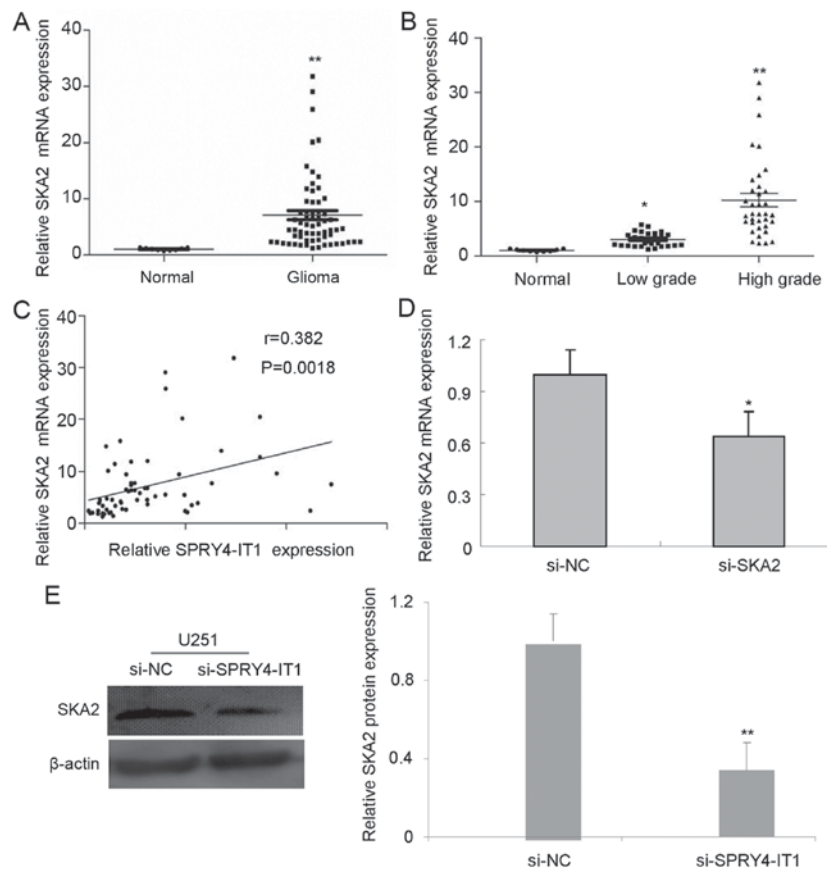 A
Relative SKA2 mRNA expression
40
30
20
10
0
**
Normal
Glioma
B
Relative SKA2 mRNA expression
40
30
20
10
0
*
**
Normal
Low grade
High grade
C
Relative SKA2 mRNA expression
40
30
20
10
0
r=0.382
P=0.0018
Relative SPRY4-IT1 expression
D
Relative SKA2 mRNA expression
1.2
0.9
0.6
0.3
0
*
si-NC
si-SKA2
E
U251
si-NC si-SPRY4-IT1
SKA2
β-actin
Relative SKA2 protein expression
1.2
0.8
0.4
0
**
si-NC
si-SPRY4-IT1